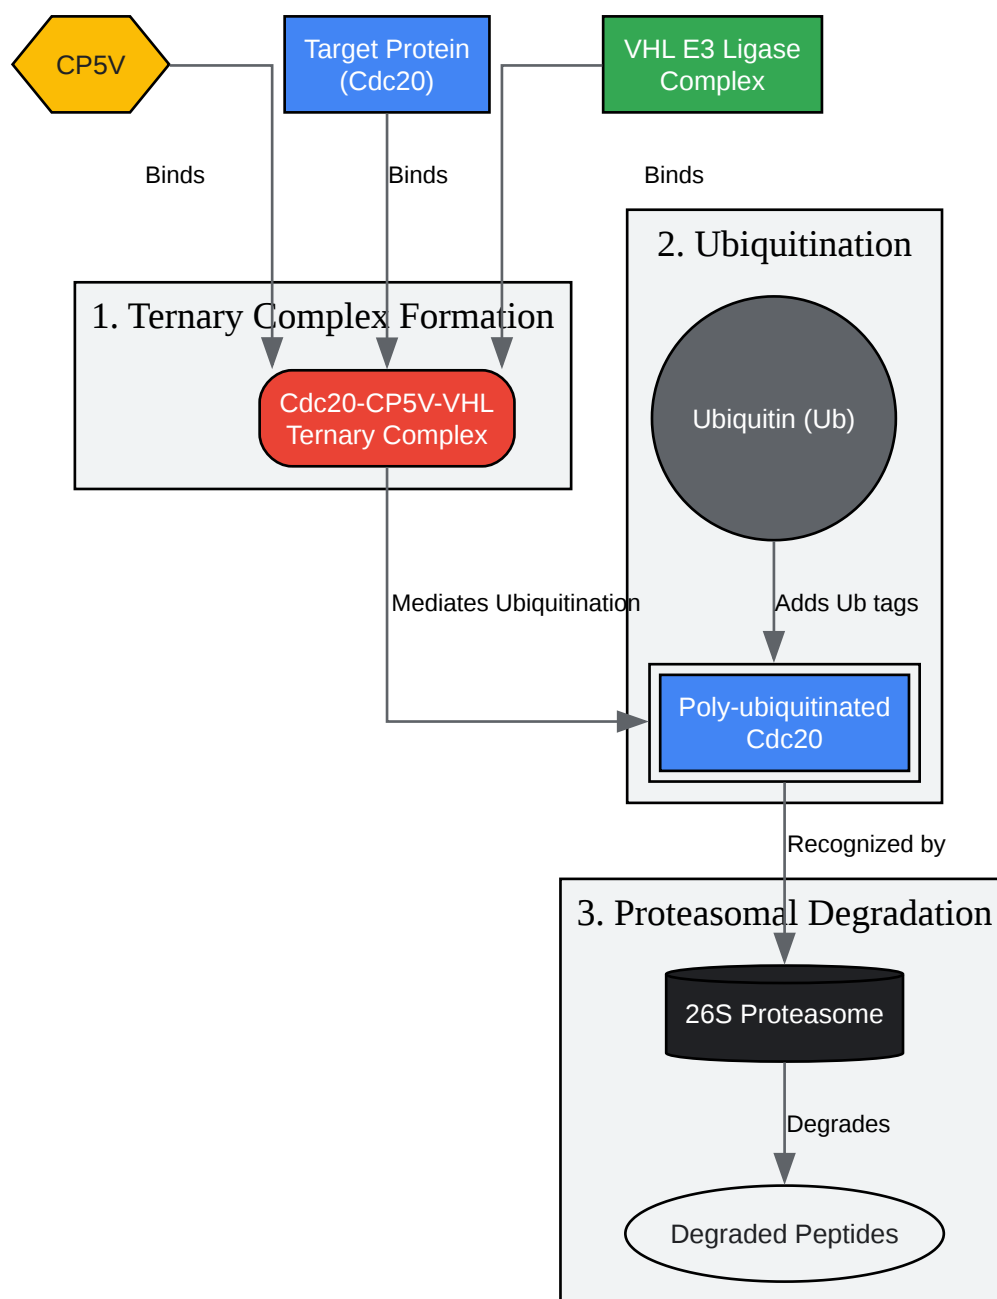 CP5V
Target Protein
(Cdc20)
VHL E3 Ligase
Complex
Binds
Binds
Binds
1. Ternary Complex Formation
Cdc20-CP5V-VHL
Ternary Complex
2. Ubiquitination
Ubiquitin (Ub)
Mediates Ubiquitination
Adds Ub tags
Poly-ubiquitinated
Cdc20
Recognized by
3. Proteasomal Degradation
26S Proteasome
Degrades
Degraded Peptides